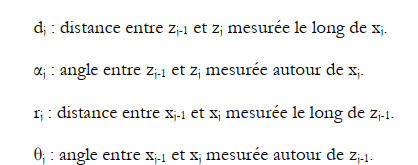 dⱼ : distance entre zⱼ₋₁ et zⱼ mesurée le long de xⱼ.
αⱼ : angle entre zⱼ₋₁ et zⱼ mesurée autour de xⱼ.
rⱼ : distance entre xⱼ₋₁ et xⱼ mesurée le long de zⱼ₋₁.
θⱼ : angle entre xⱼ₋₁ et xⱼ mesurée autour de zⱼ₋₁.